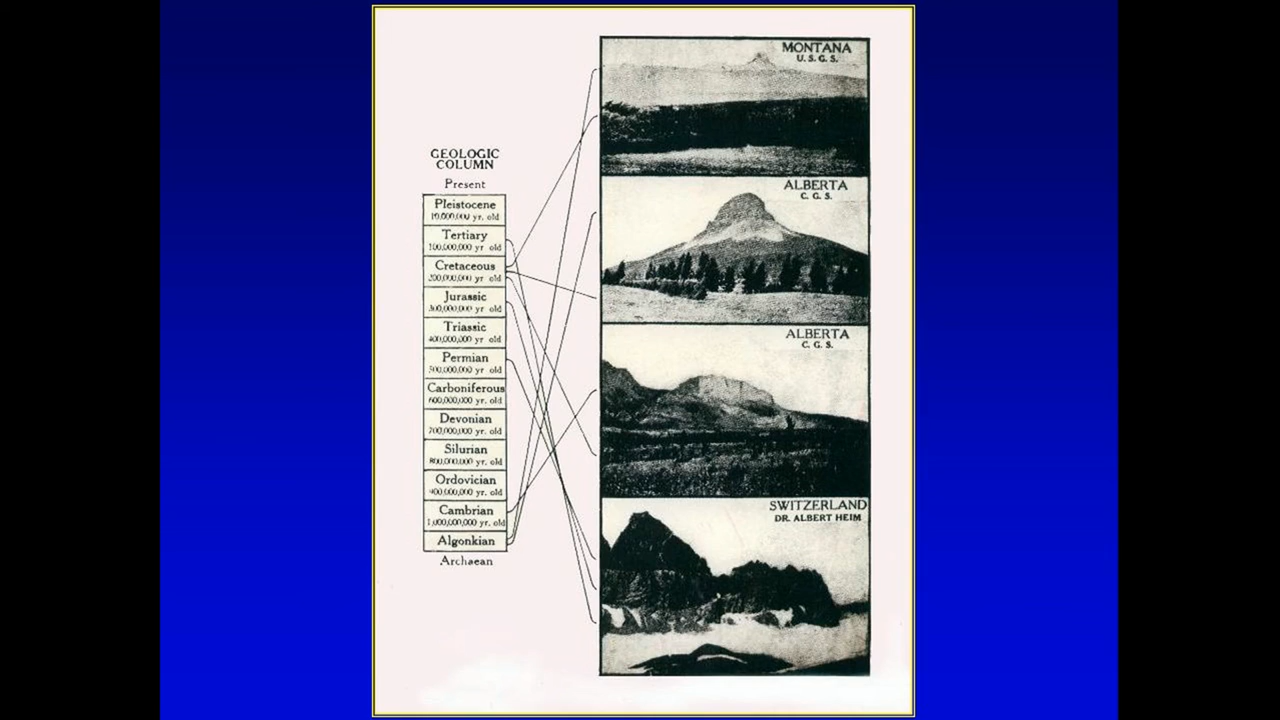 GEOLOGIC
COLUMN
Present
Pleistocene
10,000,000 yr. old
Tertiary
100,000,000 yr old
Cretaceous
200,000,000 yr old
Jurassic
300,000,000 yr old
Triassic
400,000,000 yr old
Permian
500,000,000 yr old
Carboniferous
600,000,000 yr. old
Devonian
700,000,000 yr. old
Silurian
800,000,000 yr. old
Ordovician
yr. old
Cambrian
1,000,000,000 yr. old
Algonkian
Archaean
MONTANA
U. S. G. S.
ALBERTA
C. G. S.
ALBERTA
C. G. S.
SWITZERLAND
DR. ALBERT HEIM